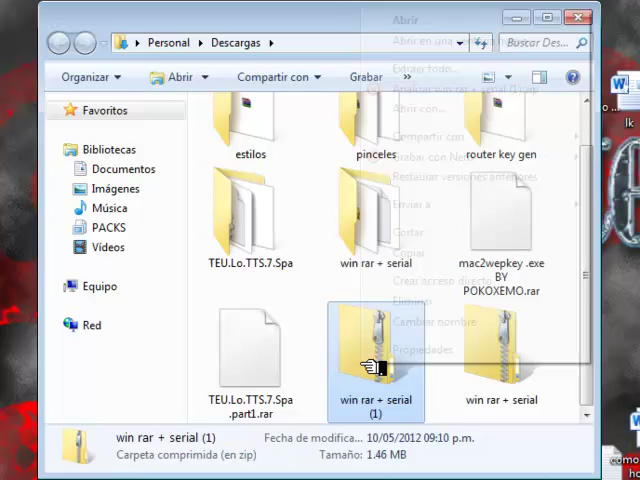 Personal ▸ Descargas ▸
Buscar Desc...
Organizar
Abrir
Compartir con
Grabar
»
Favoritos
Bibliotecas
Documentos
Imágenes
Música
PACKS
Vídeos
Equipo
Red
estilos
pinceles
router key gen
TEU.Lo.TTS.7.Spa
win rar + serial
mac2wepkey .exe
BY
POKOXEMO.rar
TEU.Lo.TTS.7.Spa
.part1.rar
win rar + serial
(1)
win rar + serial
Abrir
Extraer todo...
Abrir con...
Compartir con
Restaurar versiones anteriores
Enviar a
Cortar
Copiar
Crear acceso directo
Eliminar
Cambiar nombre
Propiedades
win rar + serial (1)
Fecha de modifica... 10/05/2012 09:10 p.m.
Carpeta comprimida (en zip)
Tamaño: 1.46 MB
lk
como